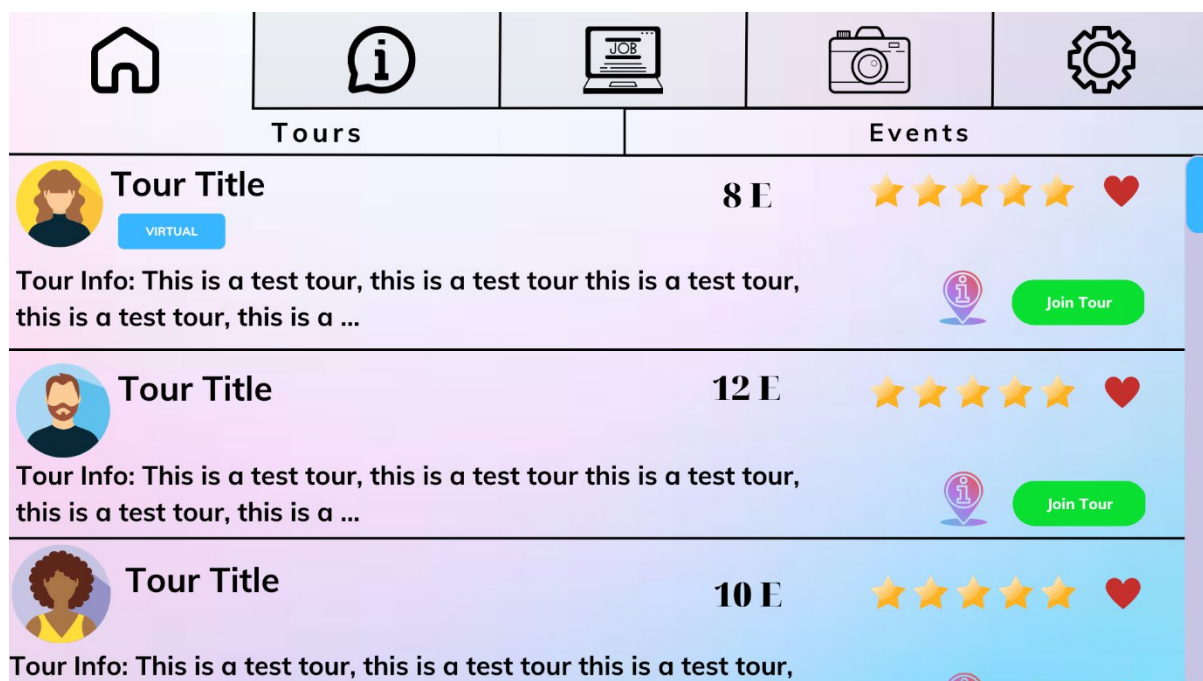 JOB
Tours
Events
Tour Title
8 E
VIRTUAL
Tour Info: This is a test tour, this is a test tour this is a test tour,
this is a test tour, this is a ...
Join Tour
Tour Title
12 E
Tour Info: This is a test tour, this is a test tour this is a test tour,
this is a test tour, this is a ...
Join Tour
Tour Title
10 E
Tour Info: This is a test tour, this is a test tour this is a test tour,